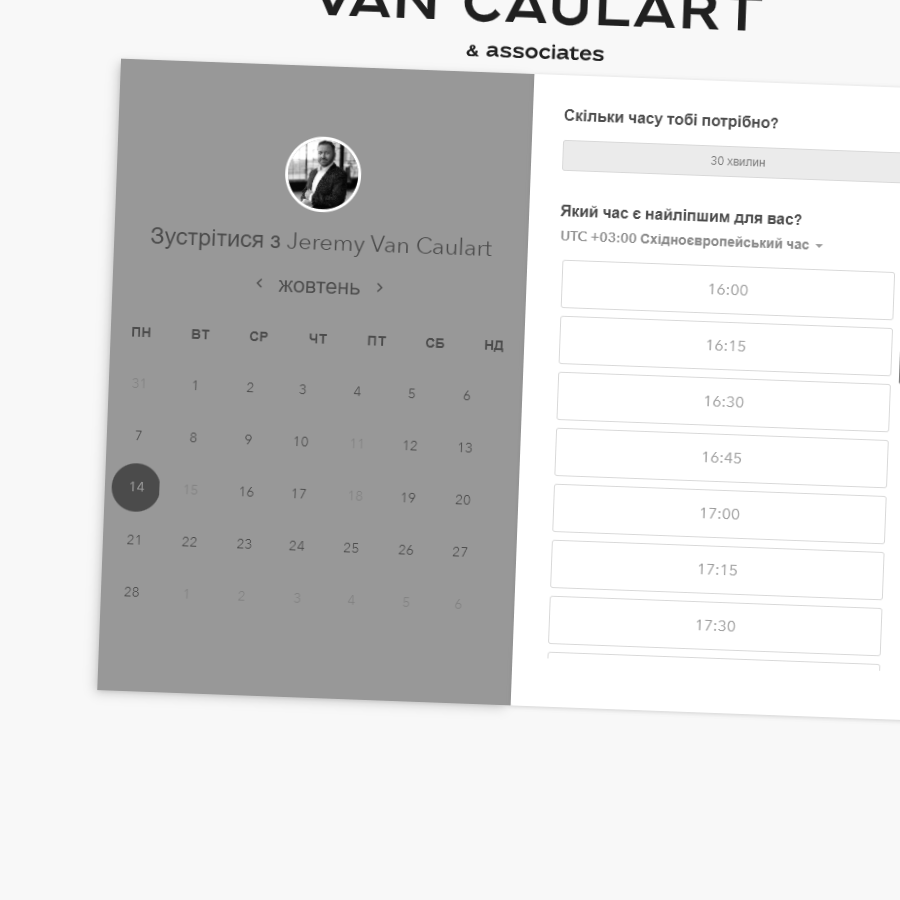 VAN CAULART
& associates
Зустрітися з Jeremy Van Caulart
жовтень
ПН ВТ СР ЧТ ПТ СБ НД
31 1 2 3 4 5 6
7 8 9 10 11 12 13
14 15 16 17 18 19 20
21 22 23 24 25 26 27
28 1 2 3 4 5 6
Скільки часу тобі потрібно?
30 хвилин
Який час є найліпшим для вас?
UTC +03:00 Східноєвропейський час
16:00
16:15
16:30
16:45
17:00
17:15
17:30